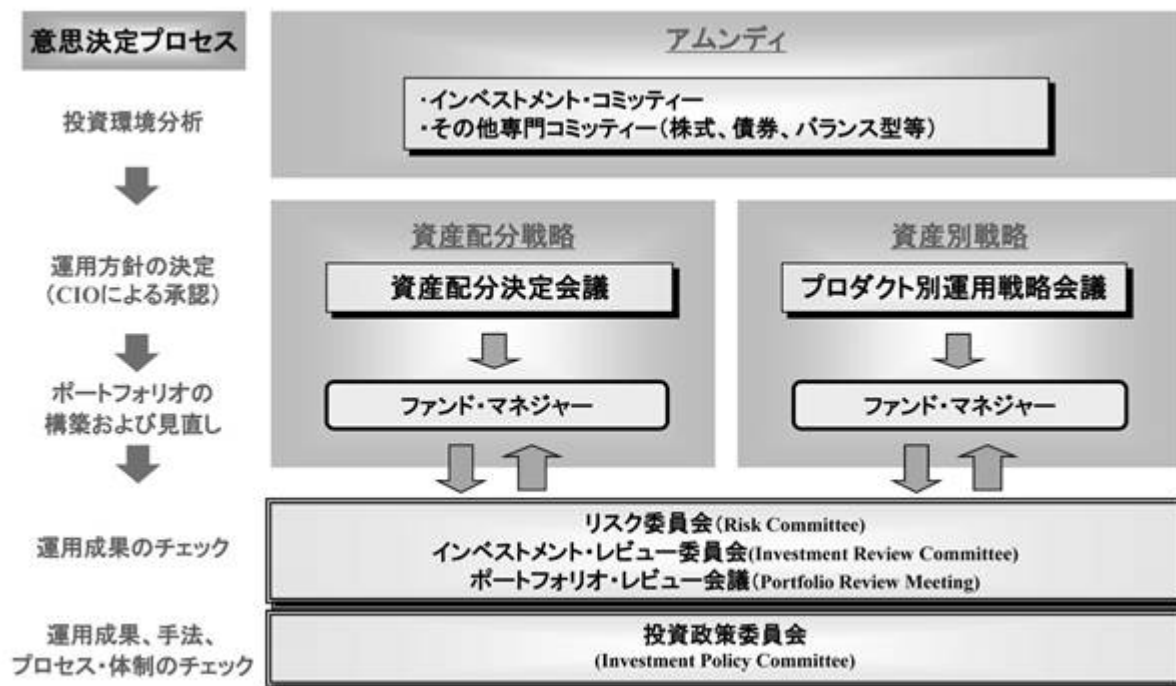 意思決定プロセス
アムンディ
投資環境分析
・インベストメント・コミッティー
・その他専門コミッティー(株式、債券、バランス型等)
運用方針の決定
(CIOによる承認)
資産配分戦略
資産配分決定会議
資産別戦略
プロダクト別運用戦略会議
ポートフォリオの
構築および見直し
ファンド・マネジャー
ファンド・マネジャー
運用成果のチェック
リスク委員会(Risk Committee)
インベストメント・レビュー委員会(Investment Review Committee)
ポートフォリオ・レビュー会議(Portfolio Review Meeting)
運用成果、手法、
プロセス・体制のチェック
投資政策委員会
(Investment Policy Committee)